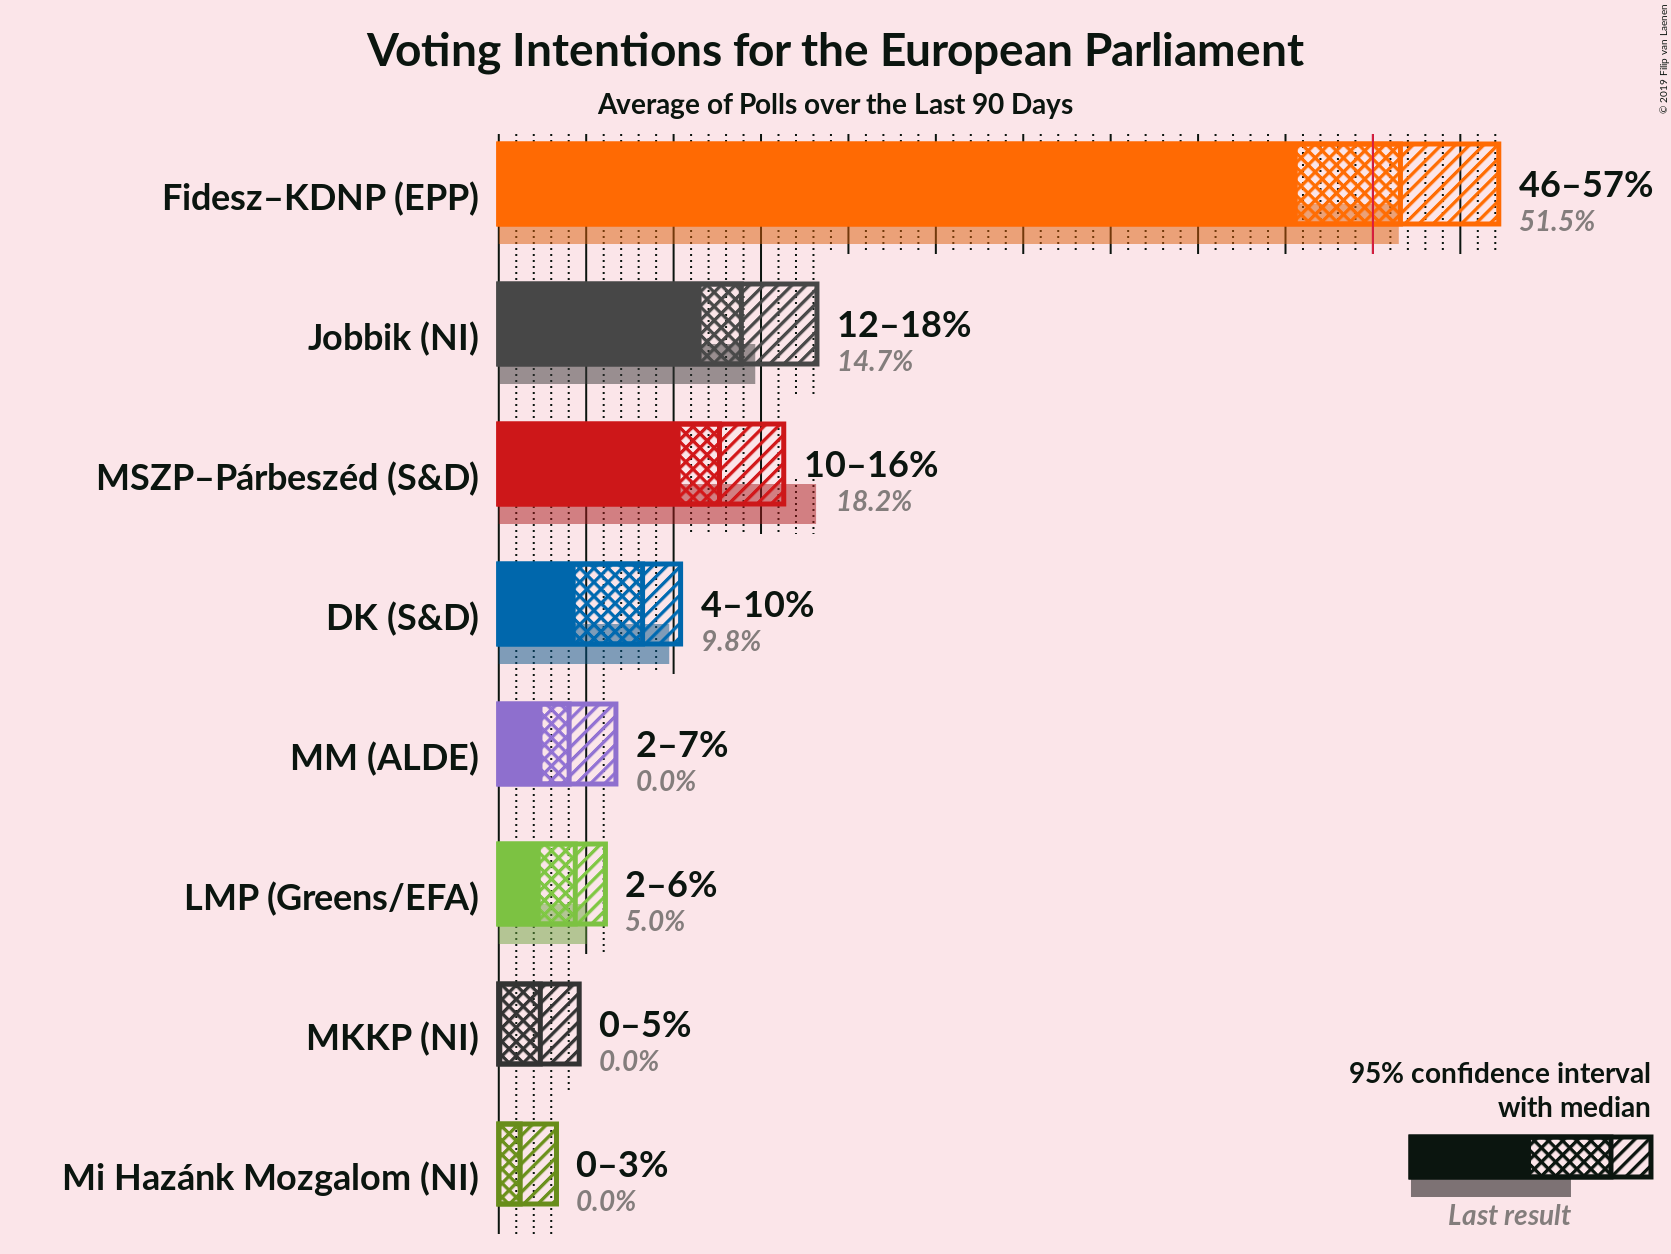 Voting Intentions for the European Parliament
Average of Polls over the Last 90 Days
© 2019 Filip van Laenen
Fidesz–KDNP (EPP)
46–57%
51.5%
Jobbik (NI)
12–18%
14.7%
MSZP–Párbeszéd (S&D)
10–16%
18.2%
DK (S&D)
4–10%
9.8%
MM (ALDE)
2–7%
0.0%
LMP (Greens/EFA)
2–6%
5.0%
MKKP (NI)
0–5%
0.0%
Mi Hazánk Mozgalom (NI)
0–3%
0.0%
95% confidence interval
with median
Last result